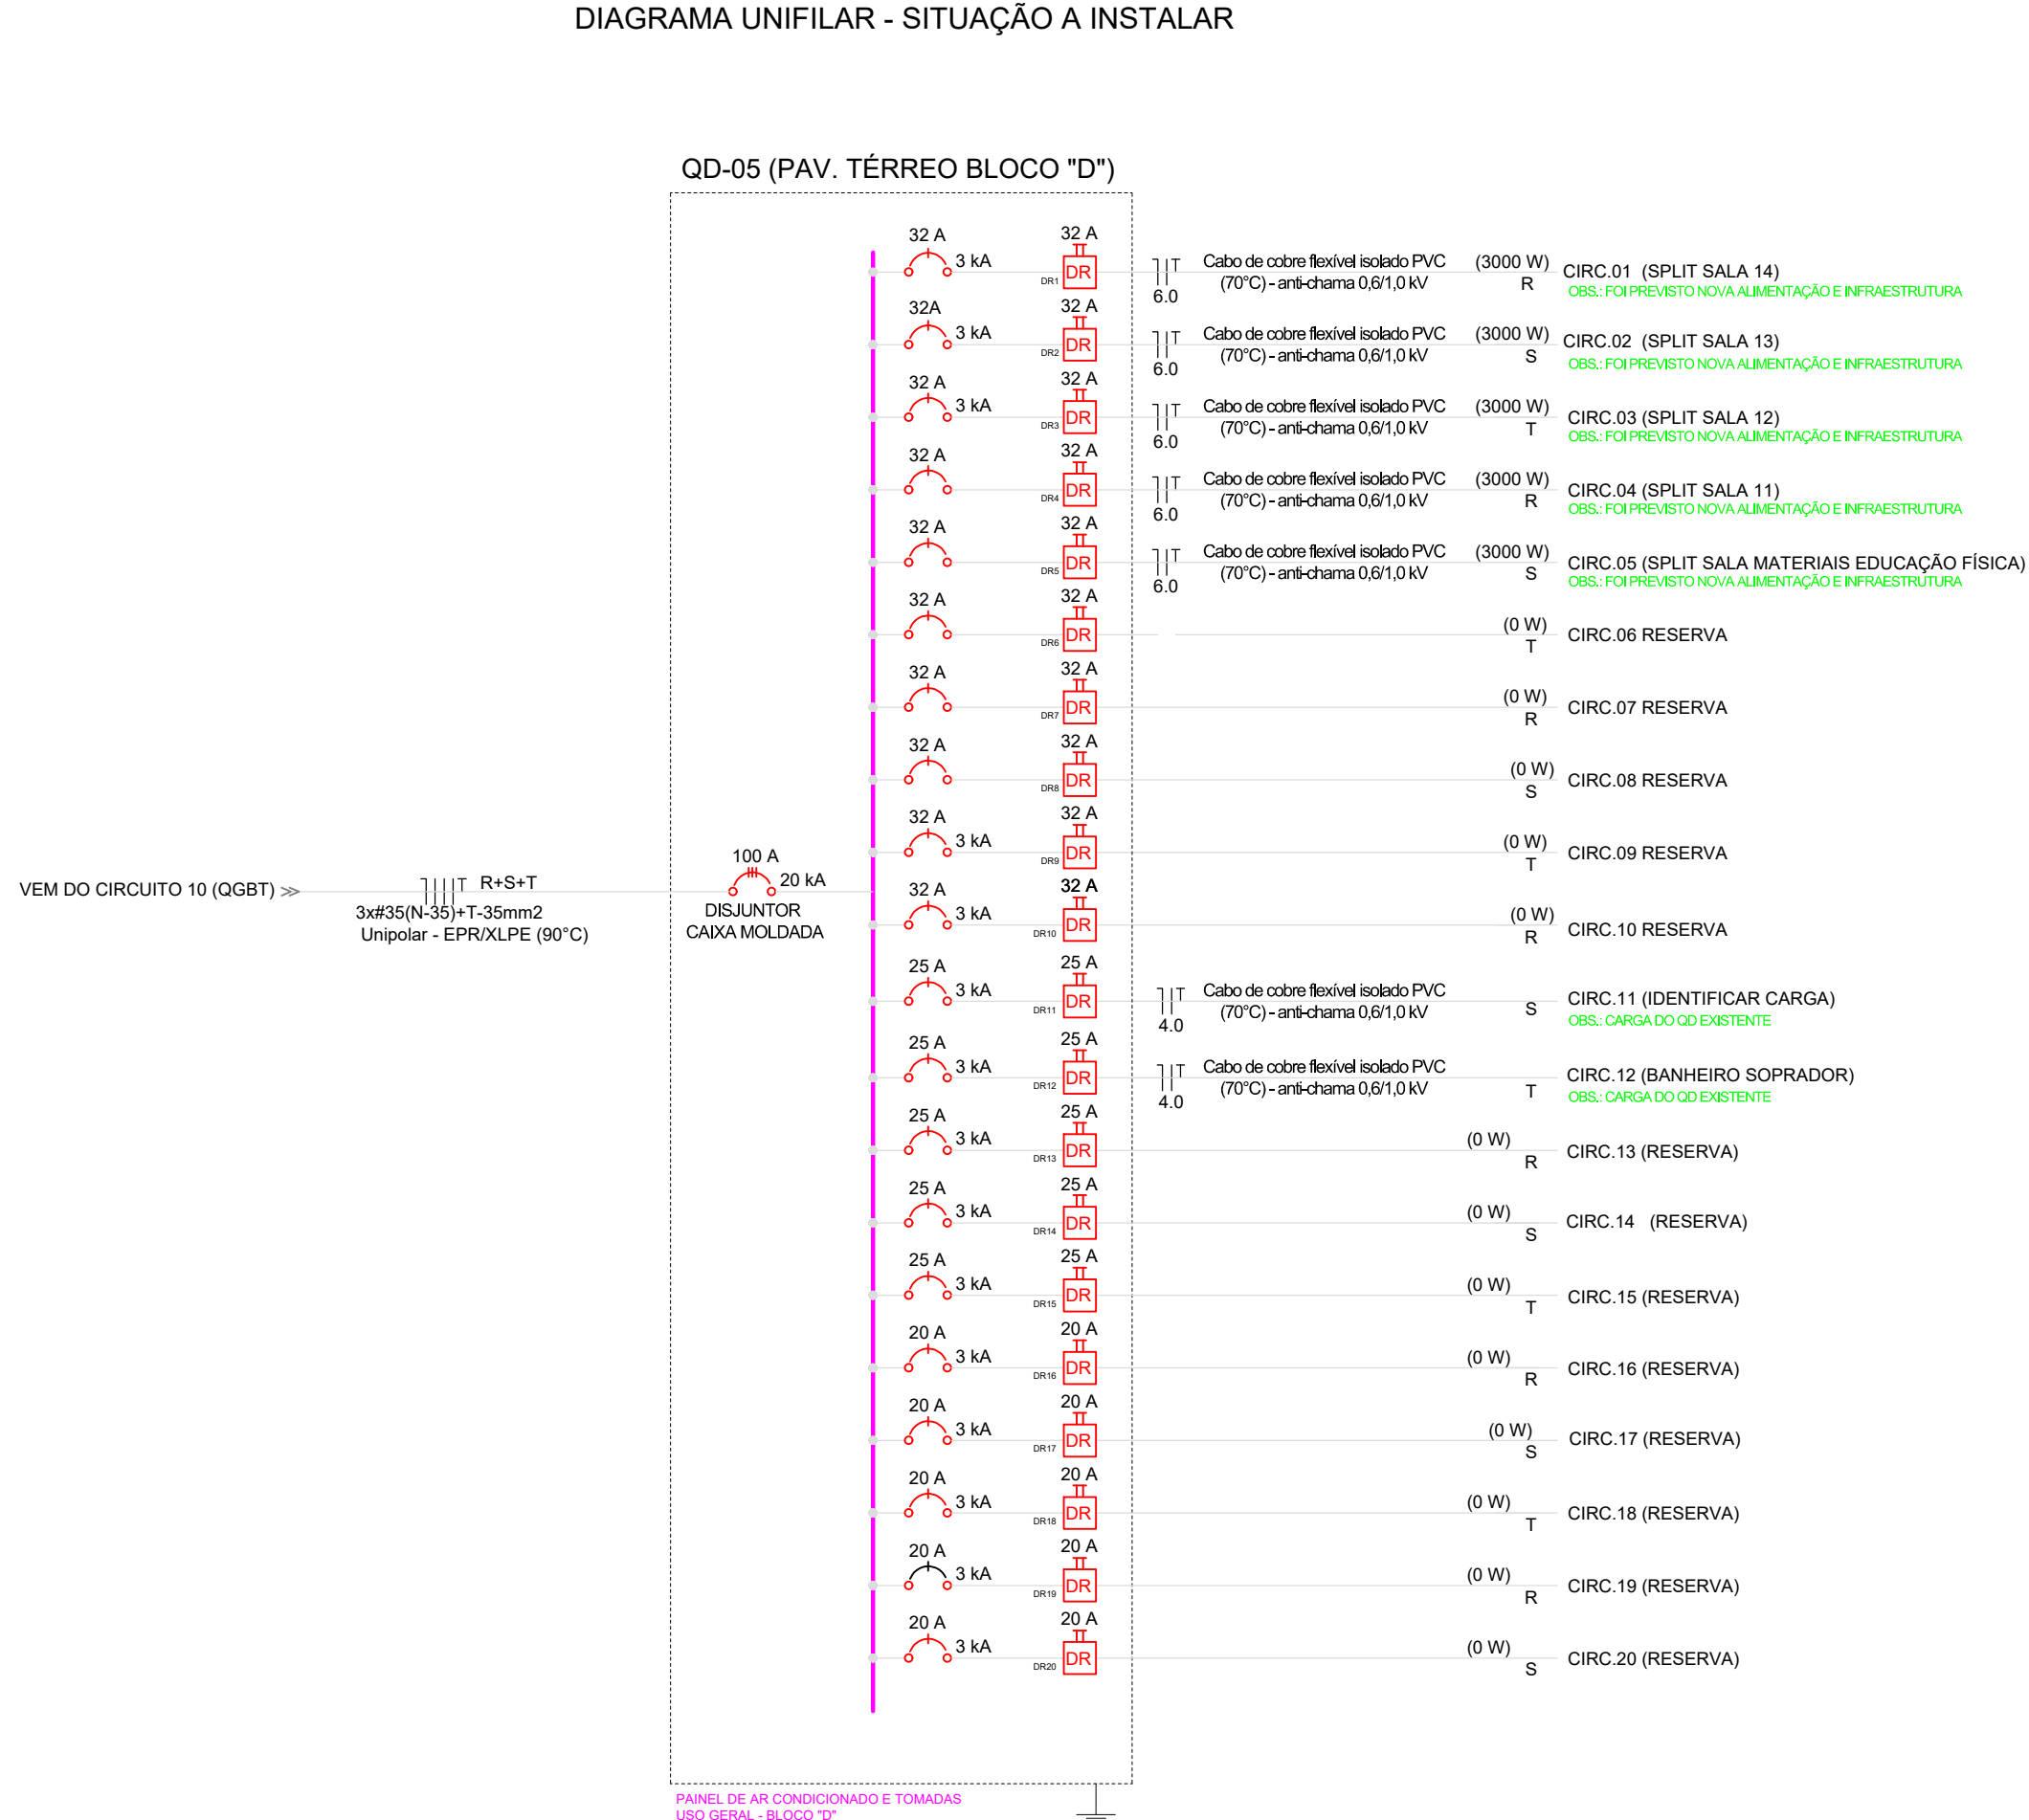 DIAGRAMA UNIFILAR - SITUAÇÃO A INSTALAR
QD-05 (PAV. TÉRREO BLOCO "D")
32 A
3 kA
32 A
DR1
DR
T
6.0
Cabo de cobre flexível isolado PVC
(70°C) - anti-chama 0,6/1,0 kV
(3000 W)
R
CIRC.01 (SPLIT SALA 14)
OBS.: FOI PREVISTO NOVA ALIMENTAÇÃO E INFRAESTRUTURA
32A
3 kA
32 A
DR2
DR
T
6.0
Cabo de cobre flexível isolado PVC
(70°C) - anti-chama 0,6/1,0 kV
(3000 W)
S
CIRC.02 (SPLIT SALA 13)
OBS.: FOI PREVISTO NOVA ALIMENTAÇÃO E INFRAESTRUTURA
32 A
3 kA
32 A
DR3
DR
T
6.0
Cabo de cobre flexível isolado PVC
(70°C) - anti-chama 0,6/1,0 kV
(3000 W)
T
CIRC.03 (SPLIT SALA 12)
OBS.: FOI PREVISTO NOVA ALIMENTAÇÃO E INFRAESTRUTURA
32 A
32 A
DR4
DR
T
6.0
Cabo de cobre flexível isolado PVC
(70°C) - anti-chama 0,6/1,0 kV
(3000 W)
R
CIRC.04 (SPLIT SALA 11)
OBS.: FOI PREVISTO NOVA ALIMENTAÇÃO E INFRAESTRUTURA
32 A
32 A
DR5
DR
T
6.0
Cabo de cobre flexível isolado PVC
(70°C) - anti-chama 0,6/1,0 kV
(3000 W)
S
CIRC.05 (SPLIT SALA MATERIAIS EDUCAÇÃO FÍSICA)
OBS.: FOI PREVISTO NOVA ALIMENTAÇÃO E INFRAESTRUTURA
32 A
32 A
DR6
DR
(0 W)
T
CIRC.06 RESERVA
32 A
32 A
DR7
DR
(0 W)
R
CIRC.07 RESERVA
32 A
32 A
DR8
DR
(0 W)
S
CIRC.08 RESERVA
32 A
3 kA
32 A
DR9
DR
(0 W)
T
CIRC.09 RESERVA
VEM DO CIRCUITO 10 (QGBT)
T
R+S+T
3x#35(N-35)+T-35mm2
Unipolar - EPR/XLPE (90°C)
100 A
20 kA
DISJUNTOR
CAIXA MOLDADA
32 A
3 kA
32 A
DR10
DR
(0 W)
R
CIRC.10 RESERVA
25 A
3 kA
25 A
DR11
DR
T
4.0
Cabo de cobre flexível isolado PVC
(70°C) - anti-chama 0,6/1,0 kV
S
CIRC.11 (IDENTIFICAR CARGA)
OBS.: CARGA DO QD EXISTENTE
25 A
3 kA
25 A
DR12
DR
T
4.0
Cabo de cobre flexível isolado PVC
(70°C) - anti-chama 0,6/1,0 kV
T
CIRC.12 (BANHEIRO SOPRADOR)
OBS.: CARGA DO QD EXISTENTE
25 A
3 kA
25 A
DR13
DR
(0 W)
R
CIRC.13 (RESERVA)
25 A
3 kA
25 A
DR14
DR
(0 W)
S
CIRC.14 (RESERVA)
25 A
3 kA
25 A
DR15
DR
(0 W)
T
CIRC.15 (RESERVA)
20 A
3 kA
20 A
DR16
DR
(0 W)
R
CIRC.16 (RESERVA)
20 A
3 kA
20 A
DR17
DR
(0 W)
S
CIRC.17 (RESERVA)
20 A
3 kA
20 A
DR18
DR
(0 W)
T
CIRC.18 (RESERVA)
20 A
3 kA
20 A
DR19
DR
(0 W)
R
CIRC.19 (RESERVA)
20 A
3 kA
20 A
DR20
DR
(0 W)
S
CIRC.20 (RESERVA)
PAINEL DE AR CONDICIONADO E TOMADAS
USO GERAL - BLOCO "D"